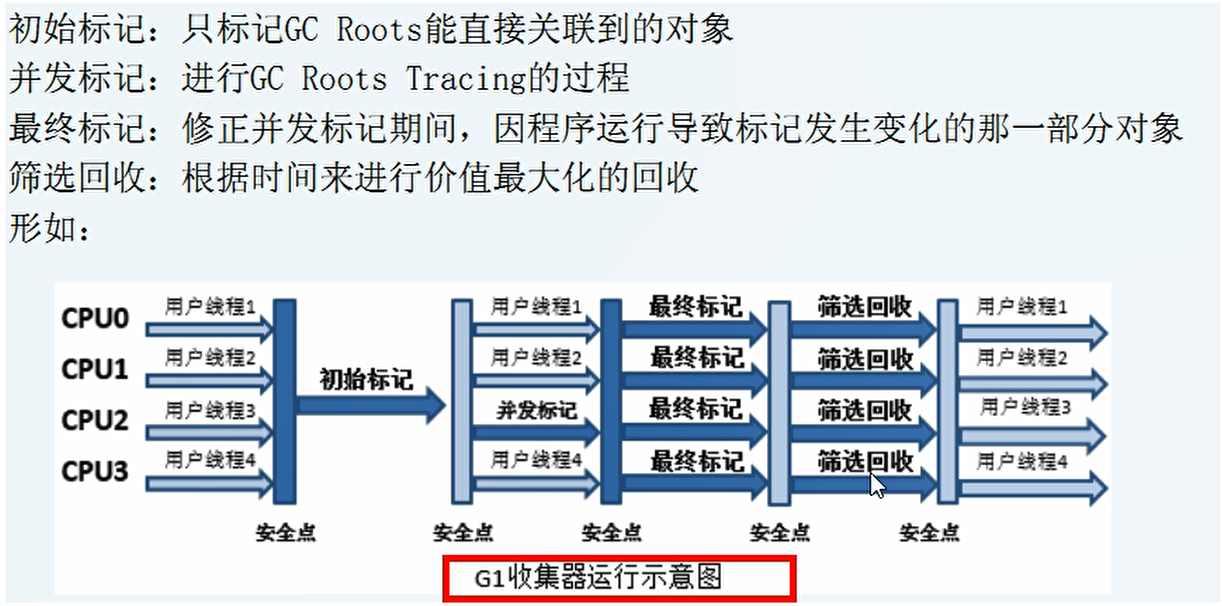 初始标记：只标记GC Roots能直接关联到的对象
并发标记：进行GC Roots Tracing的过程
最终标记：修正并发标记期间，因程序运行导致标记发生变化的那一部分对象
筛选回收：根据时间来进行价值最大化的回收
形如：
CPU0 用户线程1 用户线程1 最终标记 筛选回收 用户线程1
CPU1 用户线程2 用户线程2 最终标记 筛选回收 用户线程2
初始标记
CPU2 用户线程3 并发标记 最终标记 筛选回收 用户线程3
CPU3 用户线程4 用户线程4 最终标记 筛选回收 用户线程4
安全点 安全点 安全点 安全点 安全点
G1收集器运行示意图